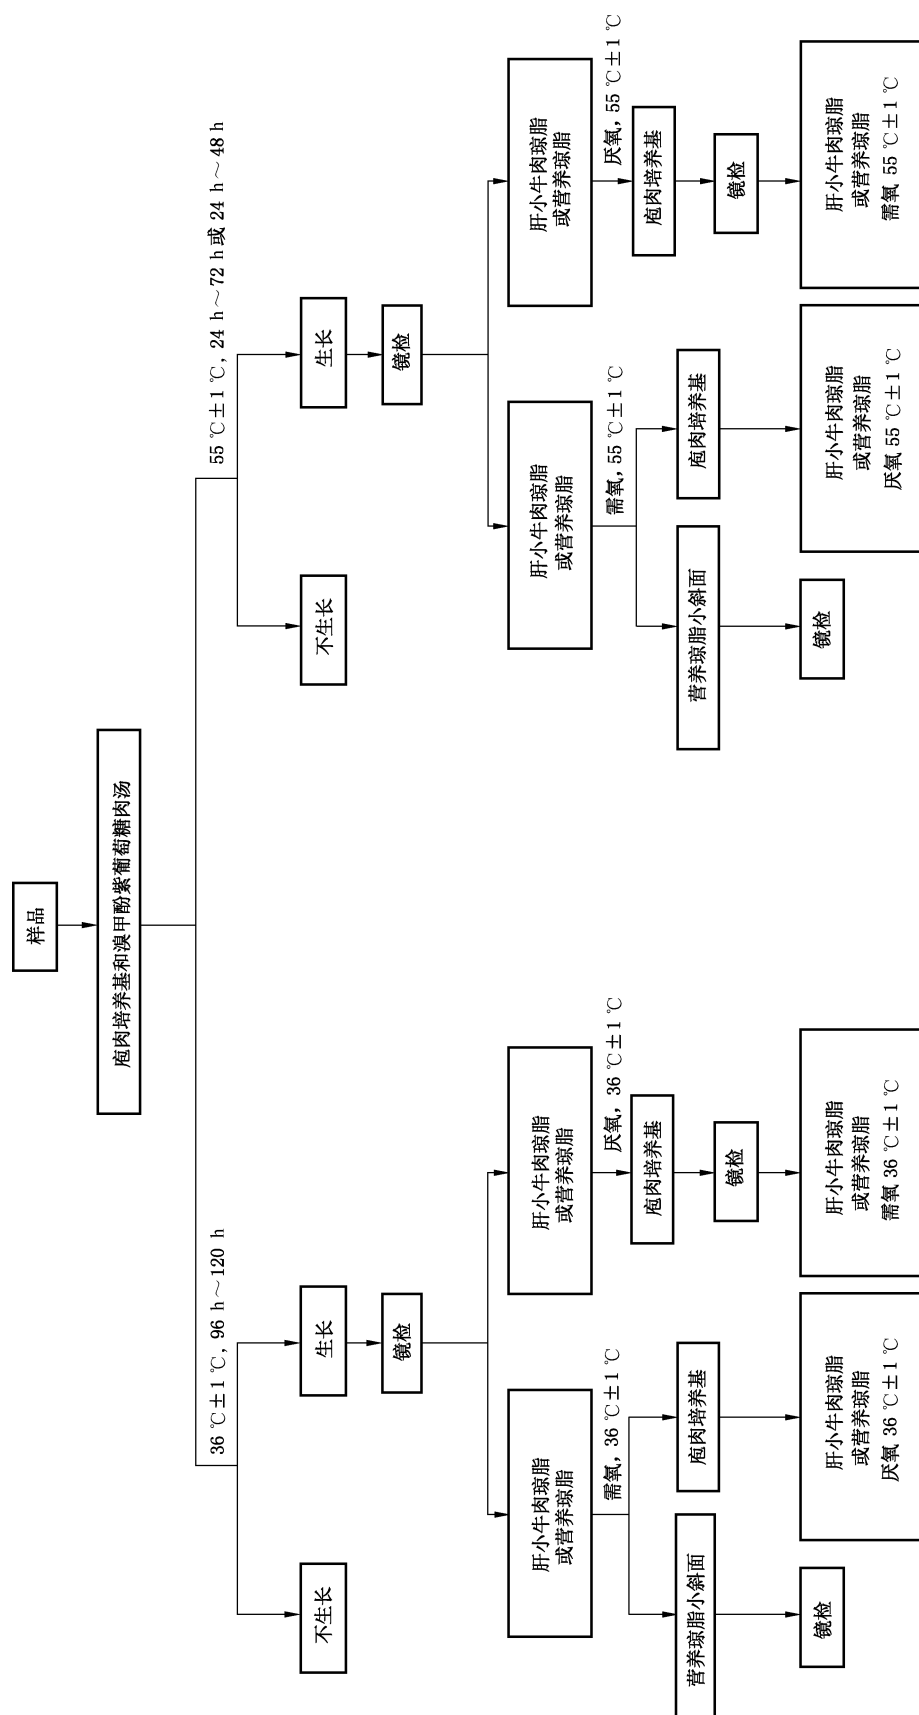 样品
庖肉培养基和溴甲酚紫葡萄糖肉汤
36 ℃±1 ℃, 96 h～120 h
55 ℃±1 ℃, 24 h～72 h或 24 h～48 h
不生长
生长
不生长
生长
镜检
镜检
肝小牛肉琼脂
或营养琼脂
肝小牛肉琼脂
或营养琼脂
肝小牛肉琼脂
或营养琼脂
肝小牛肉琼脂
或营养琼脂
需氧, 36 ℃±1 ℃
厌氧, 36 ℃±1 ℃
需氧, 55 ℃±1 ℃
厌氧, 55 ℃±1 ℃
营养琼脂小斜面
庖肉培养基
庖肉培养基
营养琼脂小斜面
庖肉培养基
庖肉培养基
镜检
镜检
镜检
肝小牛肉琼脂
或营养琼脂
厌氧 36 ℃±1 ℃
肝小牛肉琼脂
或营养琼脂
需氧 36 ℃±1 ℃
镜检
肝小牛肉琼脂
或营养琼脂
厌氧 55 ℃±1 ℃
肝小牛肉琼脂
或营养琼脂
需氧 55 ℃±1 ℃